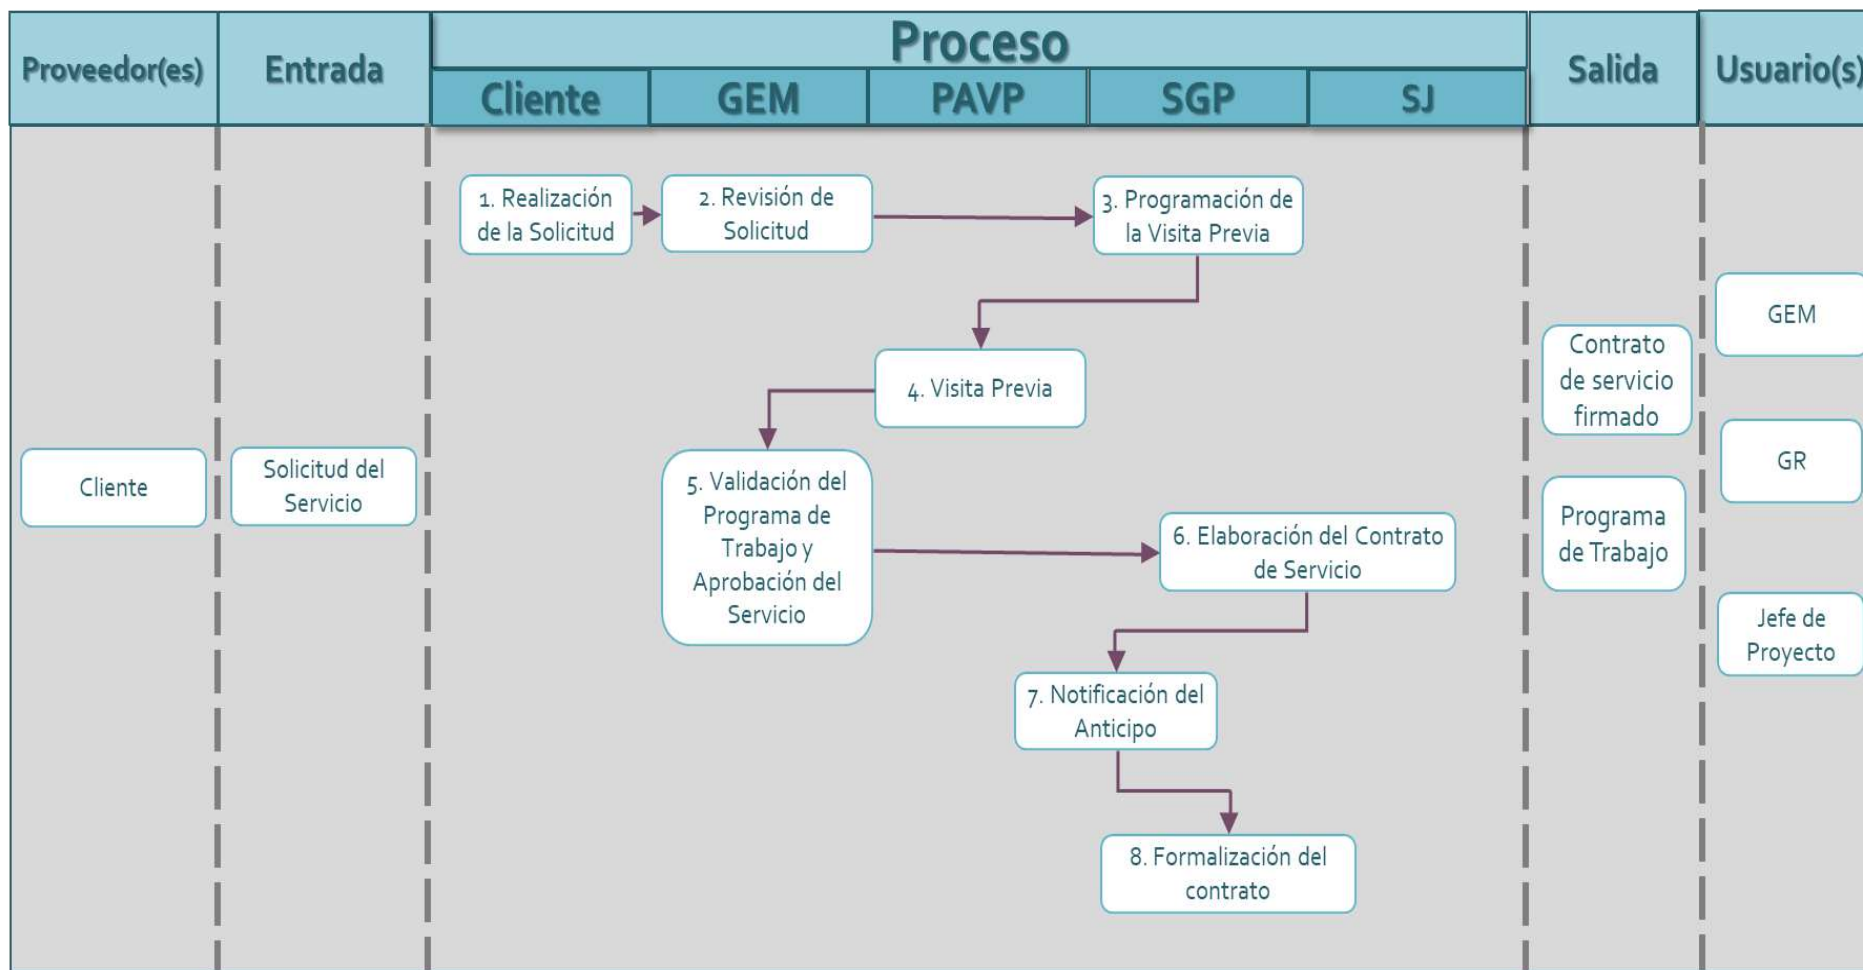 Proveedor(es)
Entrada
Proceso
Cliente
GEM
PAVP
SGP
SJ
Salida
Usuario(s)
1. Realización
de la Solicitud
2. Revisión de
Solicitud
3. Programación de
la Visita Previa
4. Visita Previa
Cliente
Solicitud del
Servicio
5. Validación del
Programa de
Trabajo y
Aprobación del
Servicio
6. Elaboración del Contrato
de Servicio
7. Notificación del
Anticipo
8. Formalización del
contrato
Contrato
de servicio
firmado
Programa
de Trabajo
GEM
GR
Jefe de
Proyecto